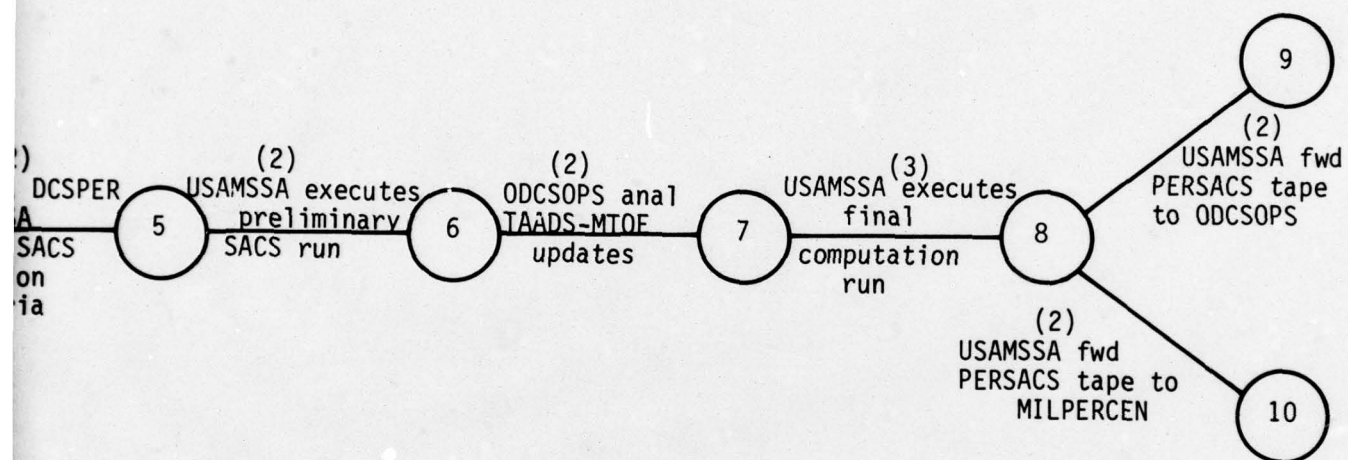 DCSPER
SACS
on
5
(2)
USAMSSA executes
preliminary
SACS run
6
(2)
ODCSOPS anal
TAADS-MTOE
updates
7
(3)
USAMSSA executes
final
computation
run
8
(2)
USAMSSA fwd
PERSACS tape
to ODCSOPS
9
(2)
USAMSSA fwd
PERSACS tape to
MILPERCEN
10